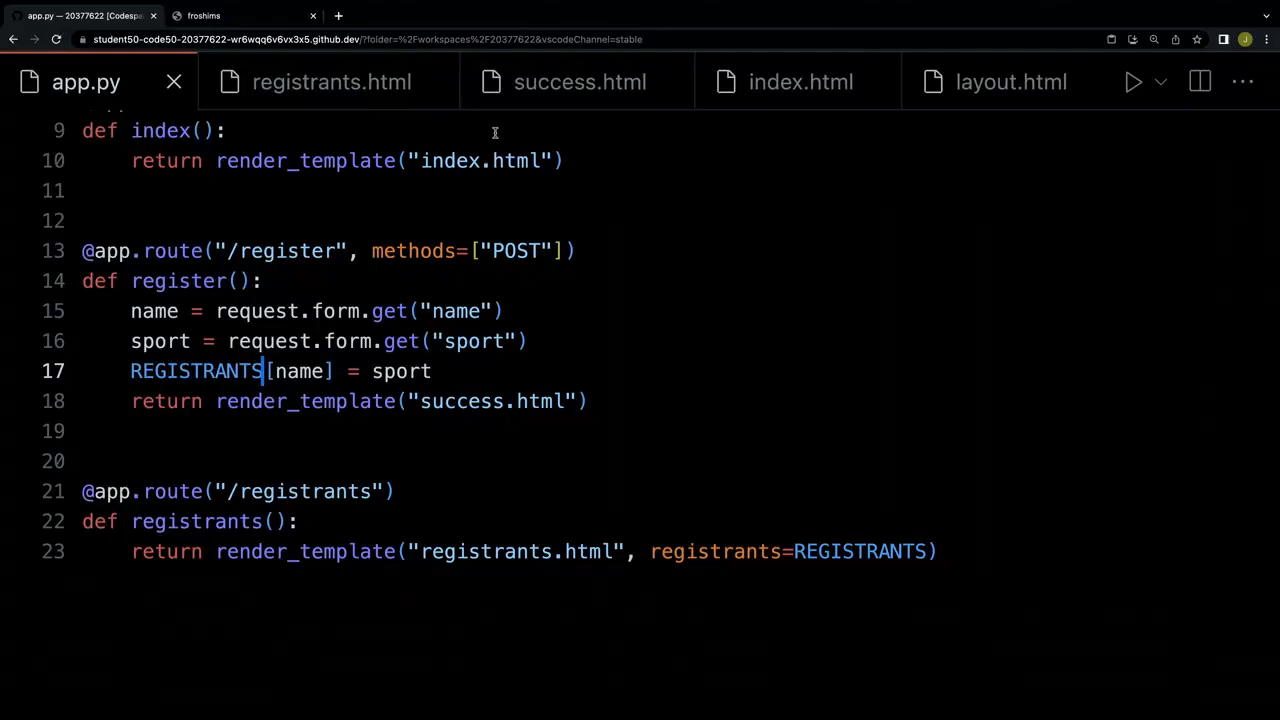 app.py — 20377622 [Codespa
froshims
student50-code50-20377622-wr6wqq6v6vx3x5.github.dev/?folder=%2Fworkspaces%2F20377622&vscodeChannel=stable
J
app.py
registrants.html
success.html
index.html
layout.html
9 def index():
10 return render_template("index.html")
11
12
13 @app.route("/register", methods=["POST"])
14 def register():
15 name = request.form.get("name")
16 sport = request.form.get("sport")
17 REGISTRANTS[name] = sport
18 return render_template("success.html")
19
20
21 @app.route("/registrants")
22 def registrants():
23 return render_template("registrants.html", registrants=REGISTRANTS)